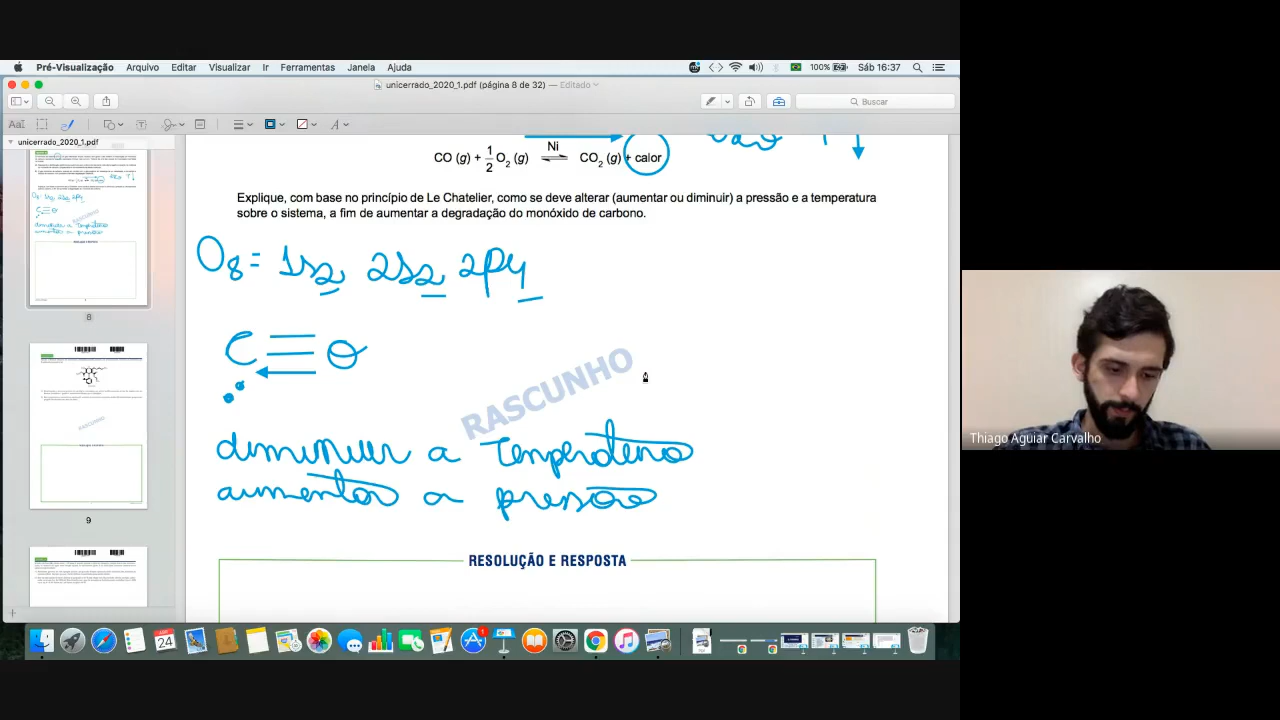 Pré-Visualização Arquivo Editar Visualizar Ir Ferramentas Janela Ajuda 100% Sáb 16:37
unicerrado_2020_1.pdf (página 8 de 32) — Editado
Buscar
unicerrado_2020_1.pdf
8
9
Ni
CO (g) + 1/2 O2 (g) ⇌ CO2 (g) + calor
Explique, com base no princípio de Le Chatelier, como se deve alterar (aumentar ou diminuir) a pressão e a temperatura
sobre o sistema, a fim de aumentar a degradação do monóxido de carbono.
O8 = 1s2 2s2 2p4
C O
RASCUNHO
diminuir a Temperatura
aumentar a pressão
RESOLUÇÃO E RESPOSTA
Thiago Aguiar Carvalho
24
1